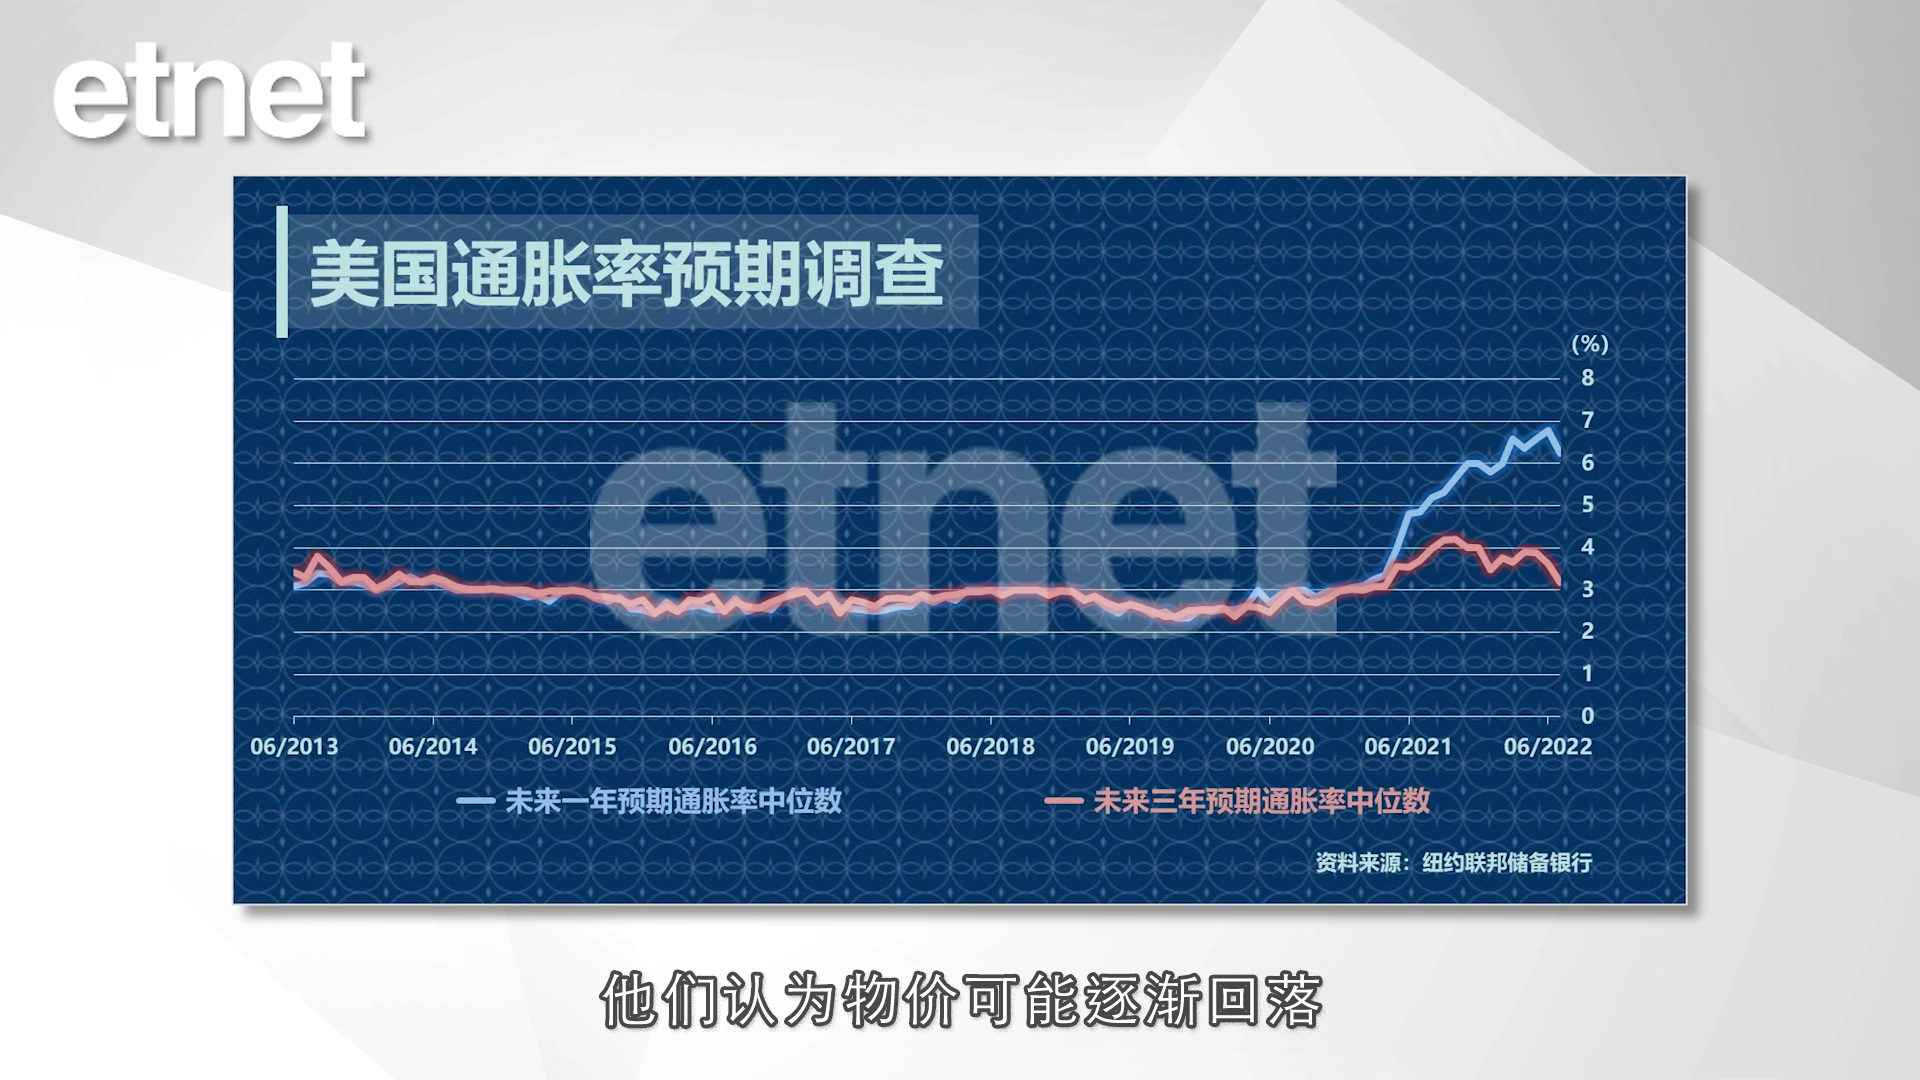 etnet
美国通胀率预期调查
(%)
8
7
6
5
4
3
2
1
0
etnet
06/2013 06/2014 06/2015 06/2016 06/2017 06/2018 06/2019 06/2020 06/2021 06/2022
未来一年预期通胀率中位数 未来三年预期通胀率中位数
资料来源：纽约联邦储备银行
他们认为物价可能逐渐回落